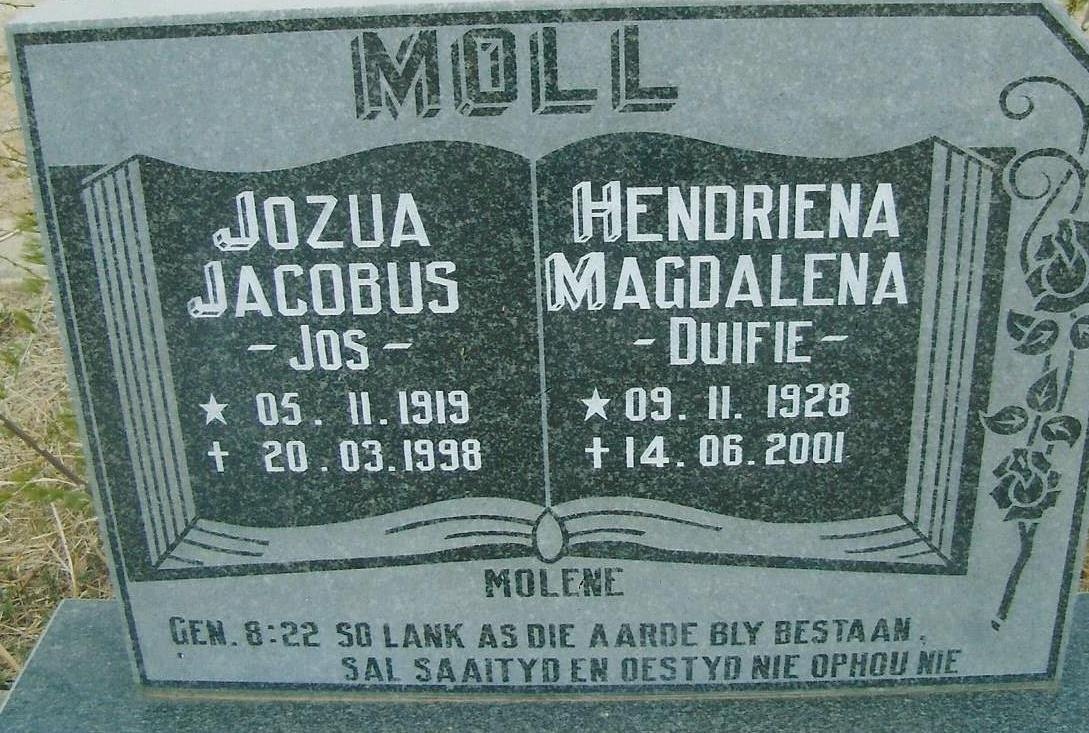 MOLL
JOZUA
JACOBUS
- JOS -
★ 05. 11. 1919
✝ 20. 03. 1998
HENDRIENA
MAGDALENA
- DUIFIE -
★ 09. 11. 1928
✝ 14. 06. 2001
MOLENE
GEN. 8:22 SO LANK AS DIE AARDE BLY BESTAAN,
SAL SAAITYD EN OESTYD NIE OPHOU NIE